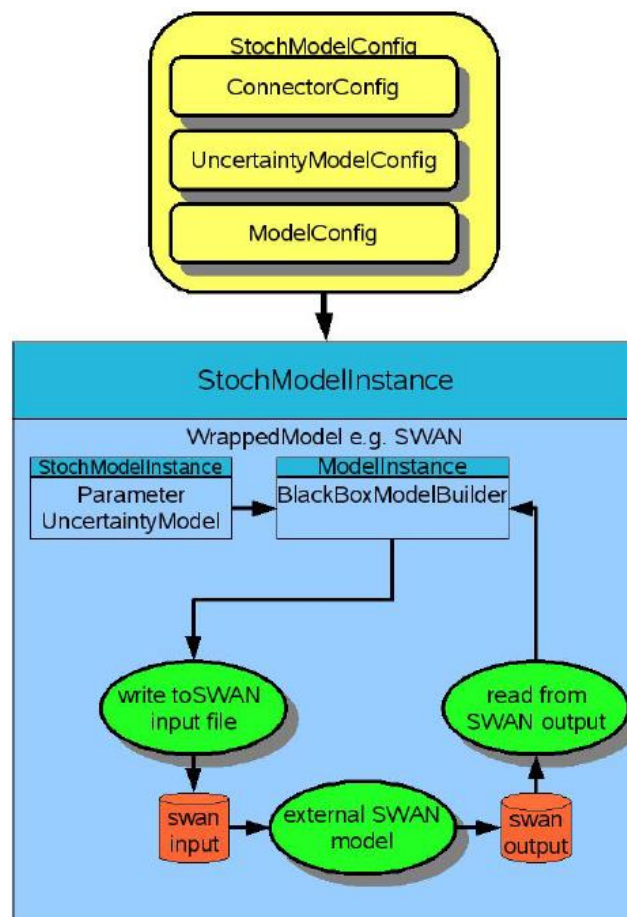 StochModelConfig
ConnectorConfig
UncertaintyModelConfig
ModelConfig
StochModelInstance
WrappedModel e.g. SWAN
StochModelInstance
Parameter
UncertaintyModel
ModelInstance
BlackBoxModelBuilder
write toSWAN
input file
read from
SWAN output
swan
input
external SWAN
model
swan
output